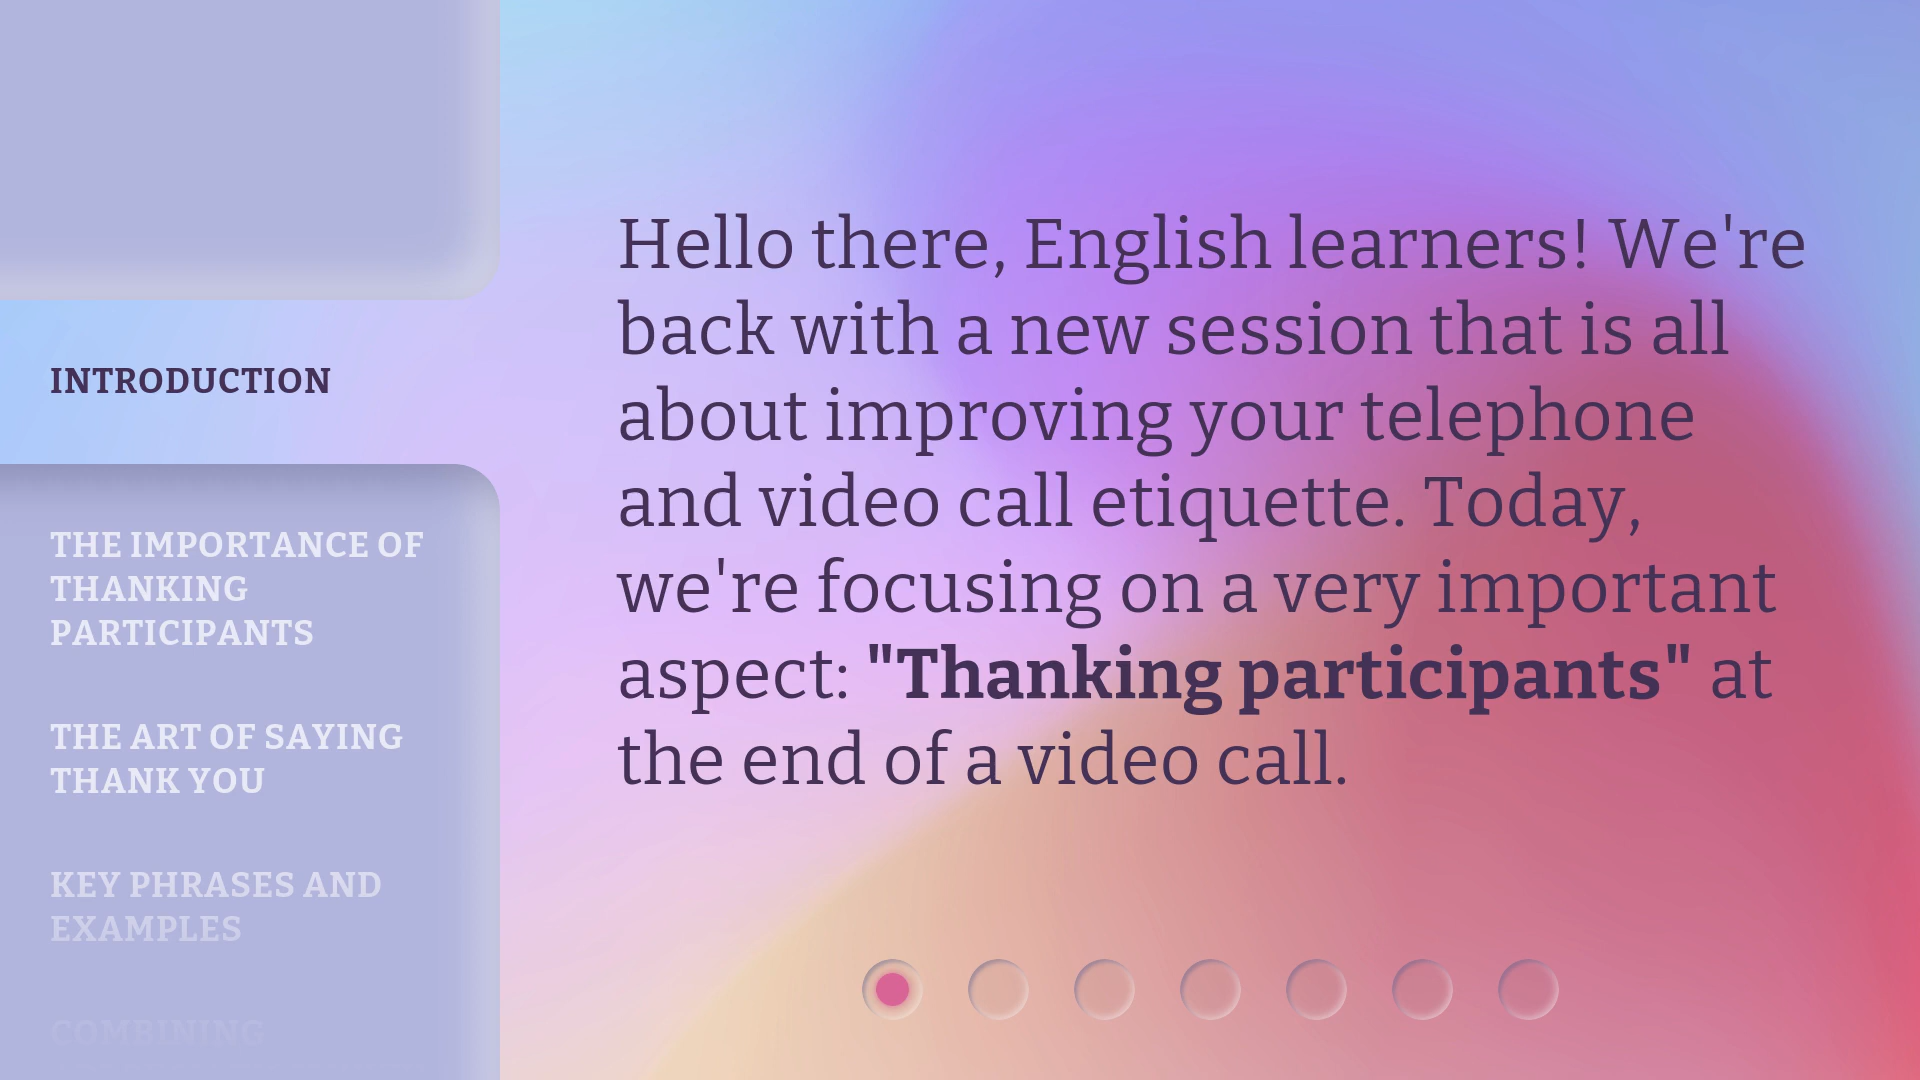 INTRODUCTION
THE IMPORTANCE OF
THANKING
PARTICIPANTS
THE ART OF SAYING
THANK YOU
KEY PHRASES AND
EXAMPLES
COMBINING
Hello there, English learners! We're
back with a new session that is all
about improving your telephone
and video call etiquette. Today,
we're focusing on a very important
aspect: "Thanking participants" at
the end of a video call.